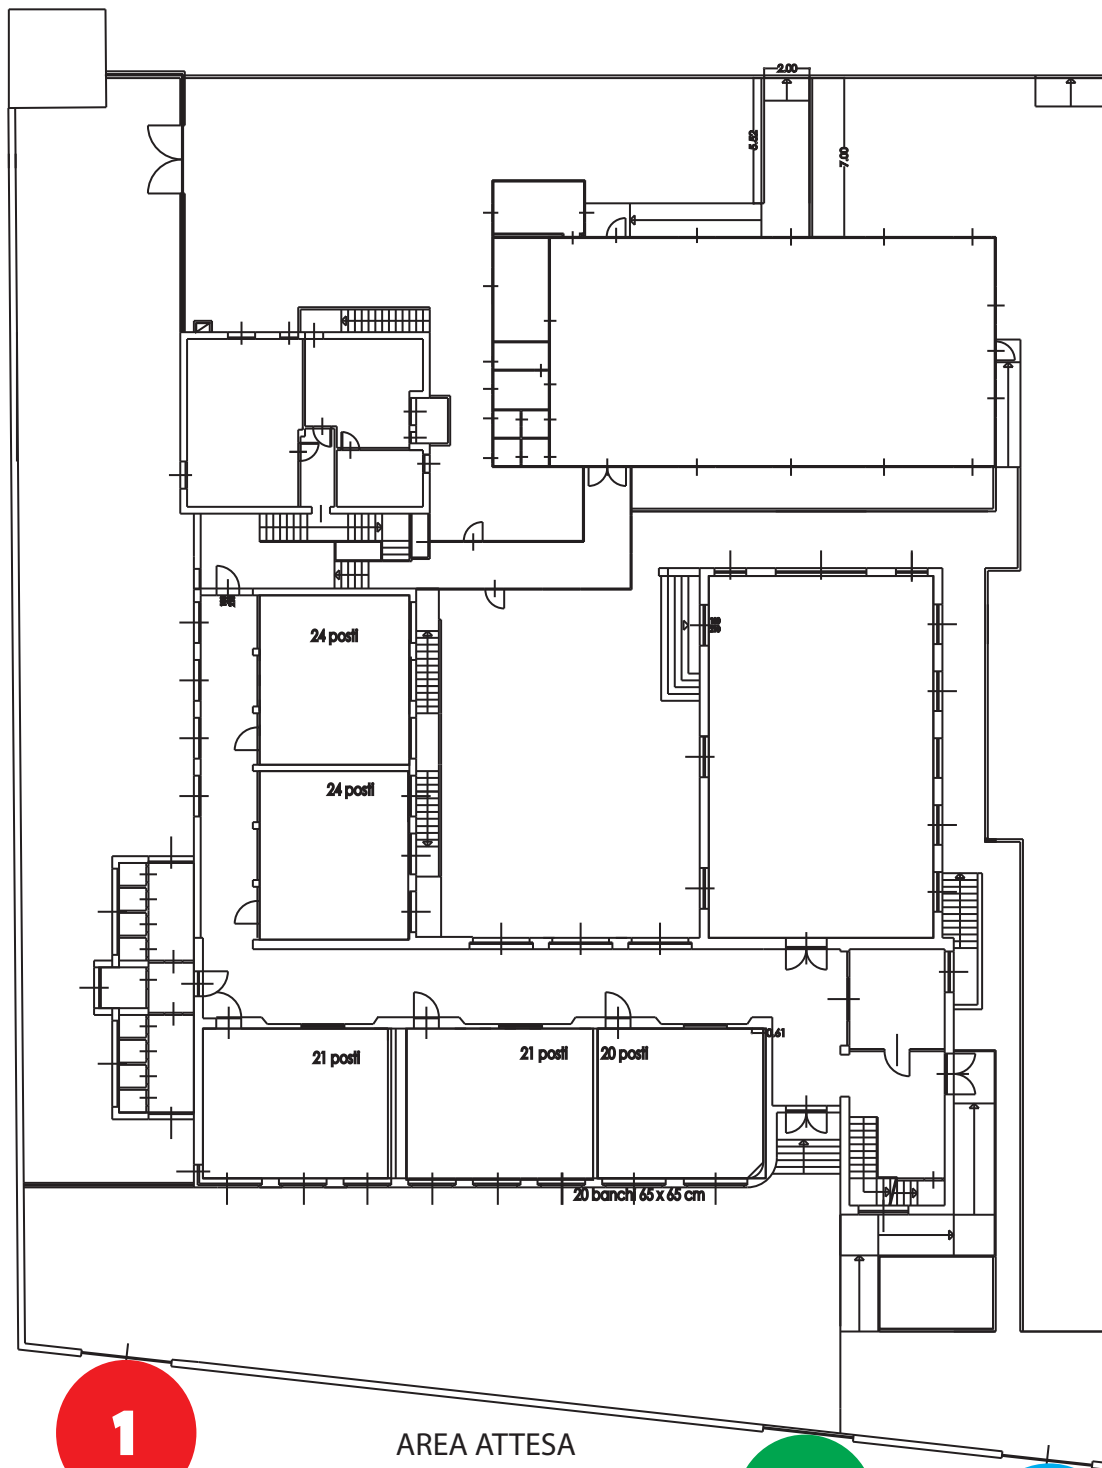 2.00
5.52
7.00
24 posti
24 posti
21 posti
21 posti
20 posti
0.61
20 banchi 65 x 65 cm
1
AREA ATTESA